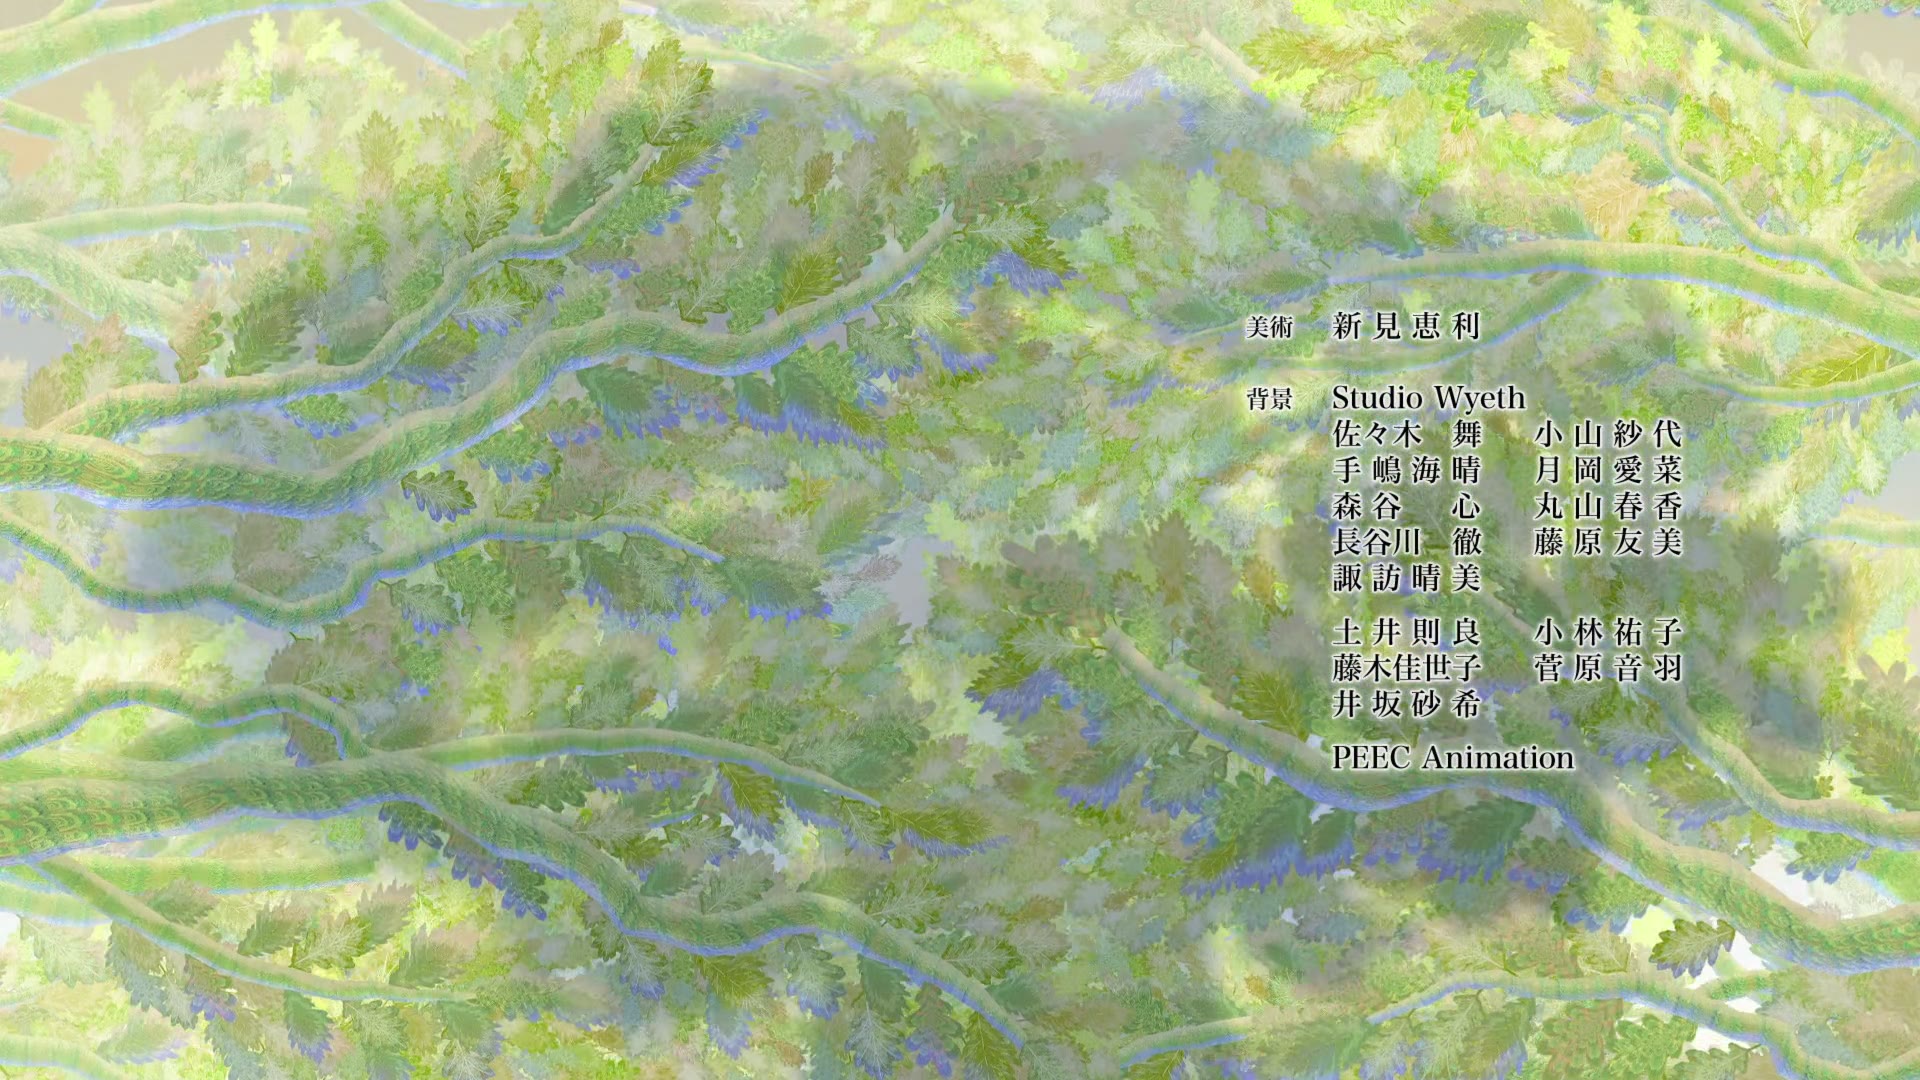 美術 新見恵利
背景 Studio Wyeth
佐々木 舞 小山紗代
手嶋海晴 月岡愛菜
森谷 心 丸山春香
長谷川 徹 藤原友美
諏訪晴美
土井則良 小林祐子
藤木佳世子 菅原音羽
井坂砂希
PEEC Animation